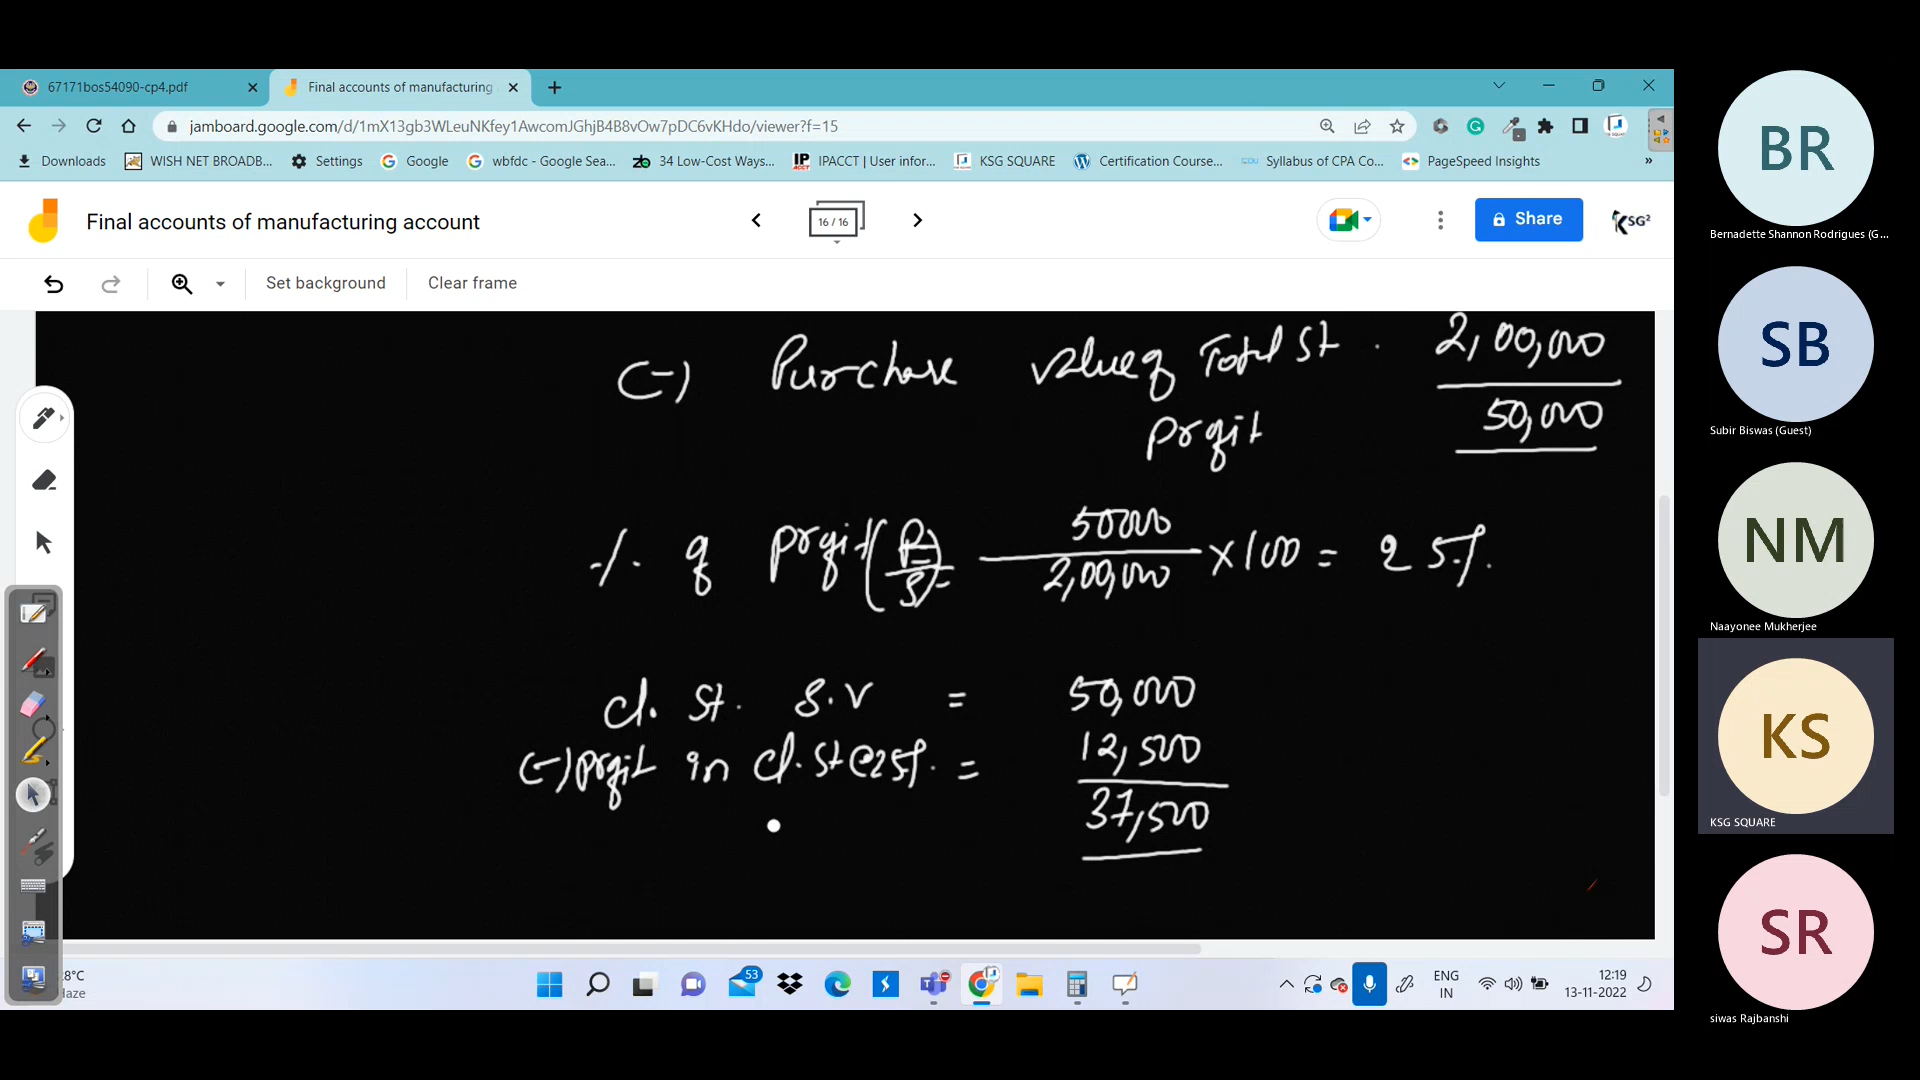 67171bos54090-cp4.pdf
Final accounts of manufacturing
jamboard.google.com/d/1mX13gb3WLeuNKfey1AwcomJGhjB4B8vOw7pDC6vKHdo/viewer?f=15
Downloads WISH NET BROADB... Settings Google wbfdc - Google Sea... 34 Low-Cost Ways... IPACCT | User infor... KSG SQUARE Certification Course... Syllabus of CPA Co... PageSpeed Insights »
Final accounts of manufacturing account
16 / 16
Share
KSG²
Set background
Clear frame
(-) Purchase value of Total St. 2,00,000
Profit 50,000
% of Profit 50000 / 2,00,000 × 100 = 25%
Cl. St. S.V = 50,000
(-) Profit in Cl. St @ 25%. = 12,500
37,500
8°C
Haze
53
ENG
IN
12:19
13-11-2022
BR
Bernadette Shannon Rodrigues (G...
SB
Subir Biswas (Guest)
NM
Naayonee Mukherjee
KS
KSG SQUARE
SR
siwas Rajbanshi